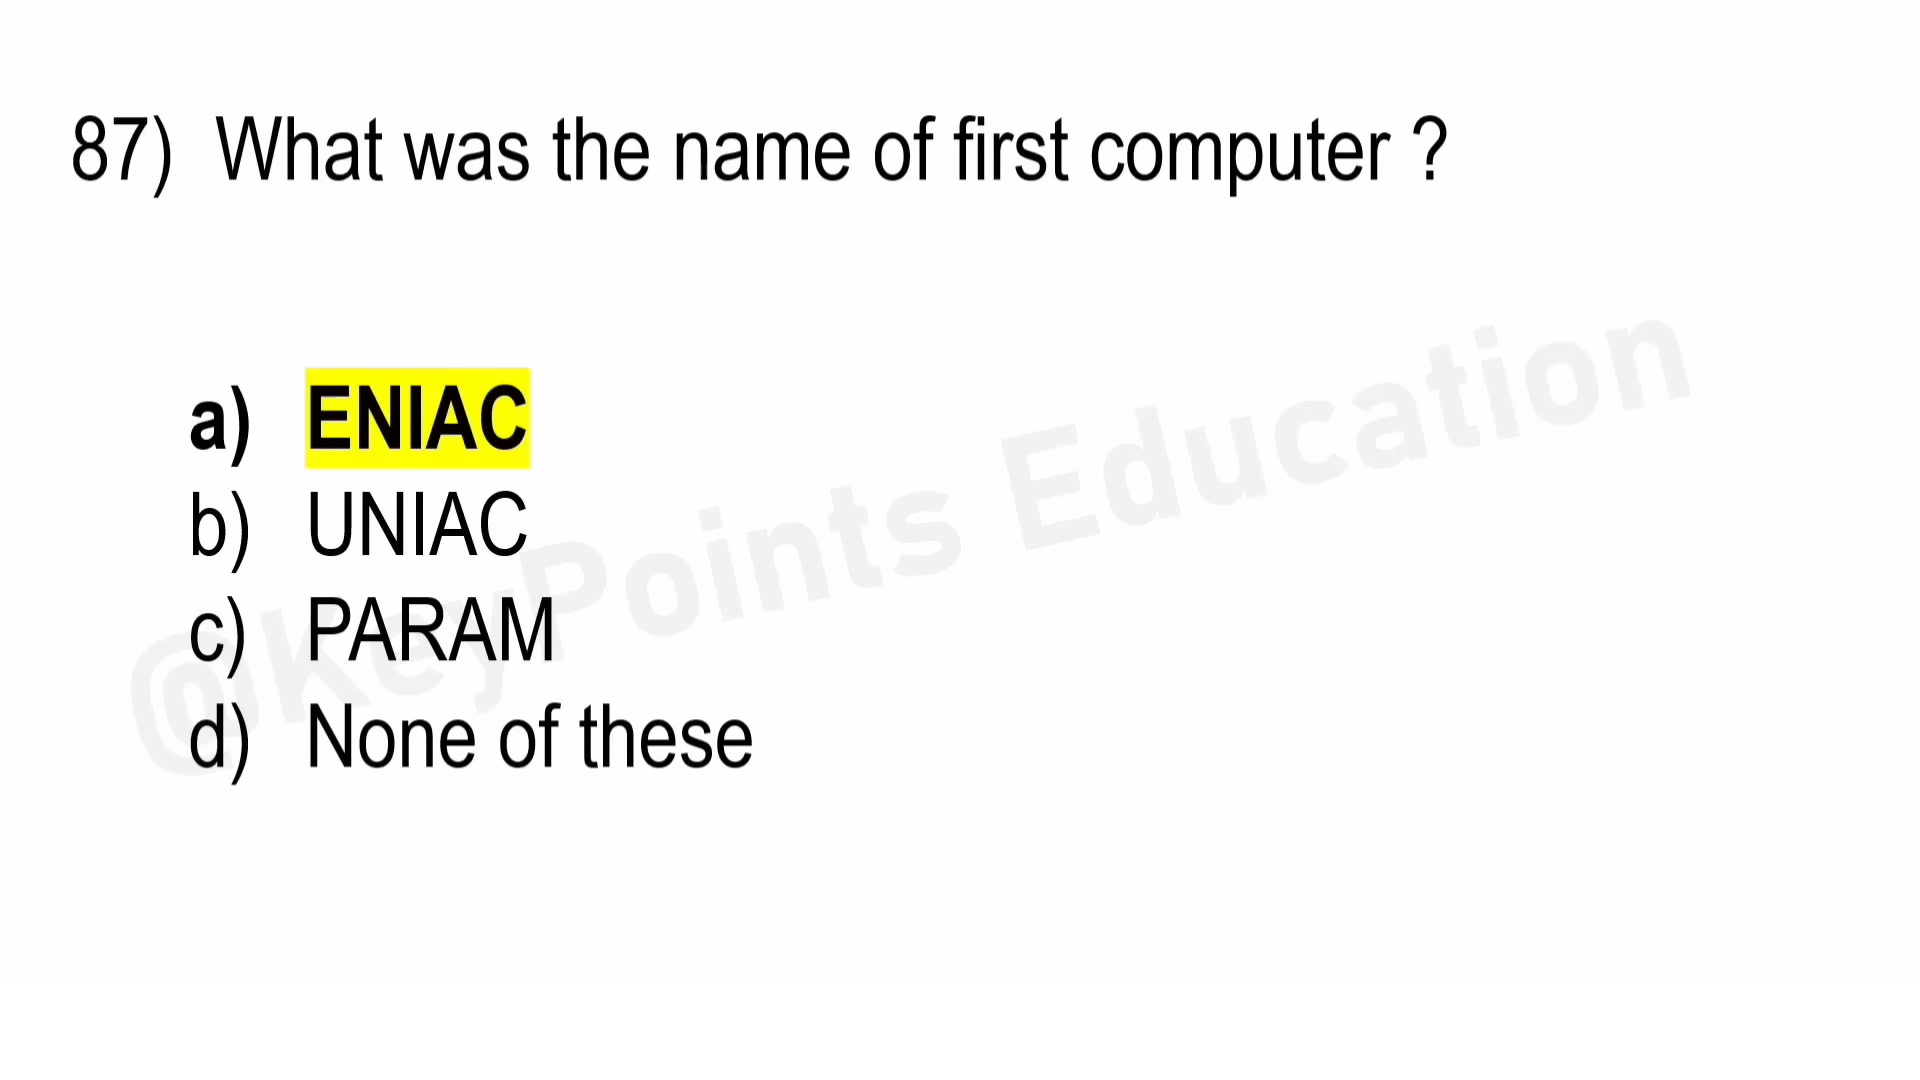 87) What was the name of first computer ?
a) ENIAC
b) UNIAC
c) PARAM
d) None of these
@KeyPoints Education